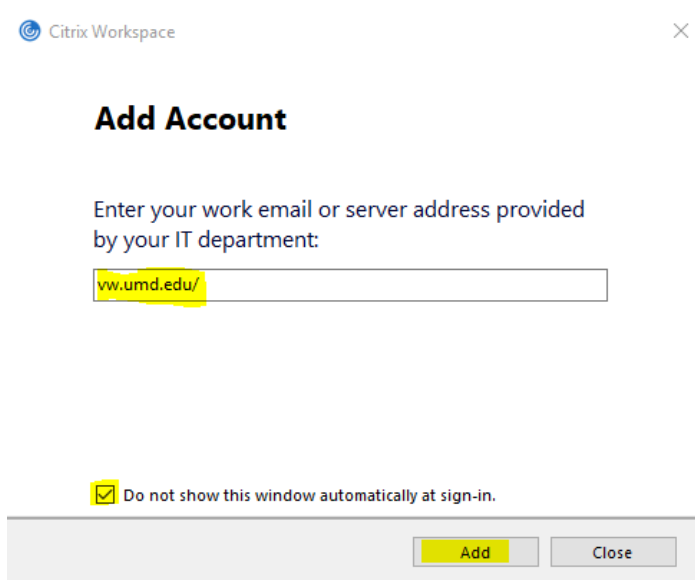 Citrix Workspace
Add Account
Enter your work email or server address provided
by your IT department:
vw.umd.edu/
Do not show this window automatically at sign-in.
Add Close